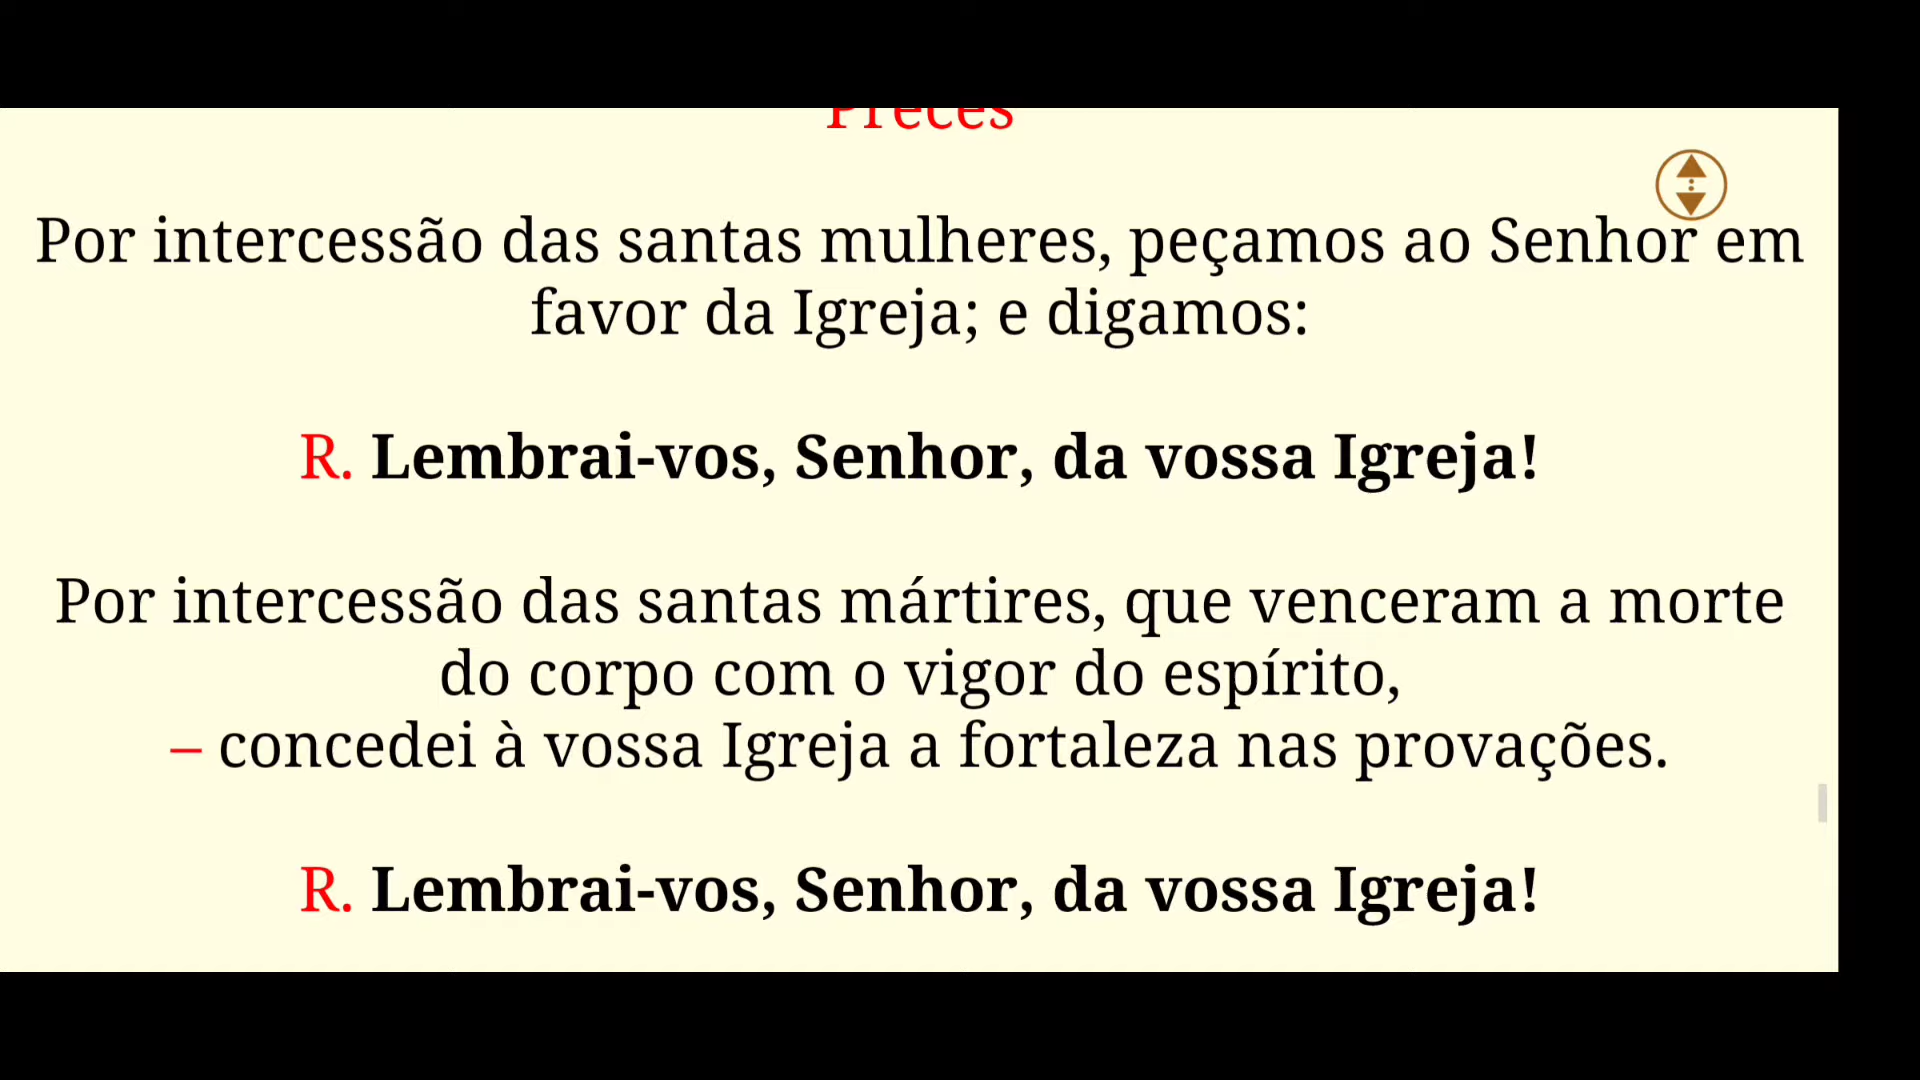 Preces
Por intercessão das santas mulheres, peçamos ao Senhor em
favor da Igreja; e digamos:
R. Lembrai-vos, Senhor, da vossa Igreja!
Por intercessão das santas mártires, que venceram a morte
do corpo com o vigor do espírito,
– concedei à vossa Igreja a fortaleza nas provações.
R. Lembrai-vos, Senhor, da vossa Igreja!